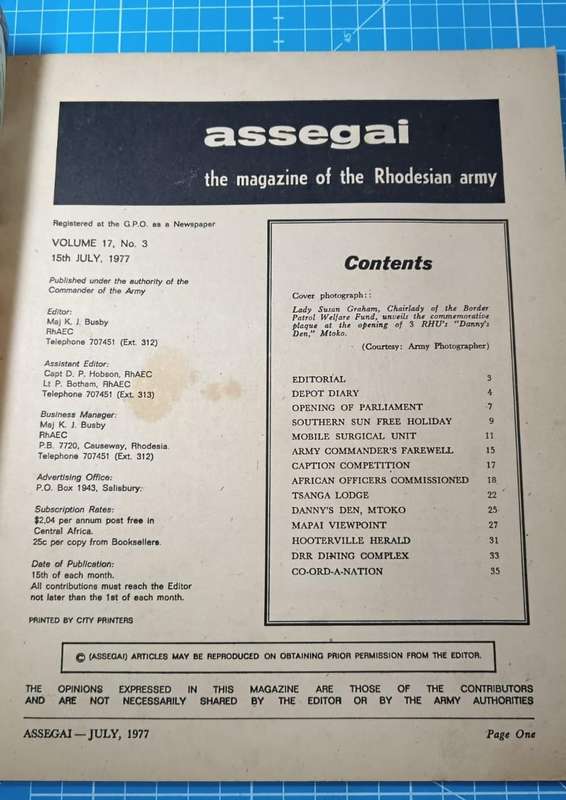 assegai
the magazine of the Rhodesian army
Registered at the G.P.O. as a Newspaper
VOLUME 17, No. 3
15th JULY, 1977
Published under the authority of the
Commander of the Army
Editor:
Maj K. J. Busby
RhAEC
Telephone 707451 (Ext. 312)
Assistant Editor:
Capt D. P. Hobson, RhAEC
Lt P. Botham, RhAEC
Telephone 707451 (Ext. 313)
Business Manager:
Maj K. J. Busby
RhAEC
P.B. 7720, Causeway, Rhodesia.
Telephone 707451 (Ext. 312)
Advertising Office:
P.O. Box 1943, Salisbury.
Subscription Rates:
$2,04 per annum post free in
Central Africa.
25c per copy from Booksellers.
Date of Publication:
15th of each month.
All contributions must reach the Editor
not later than the 1st of each month.
PRINTED BY CITY PRINTERS
Contents
Cover photograph::
Lady Susan Graham, Chairlady of the Border
Patrol Welfare Fund, unveils the commemorative
plaque at the opening of 3 RHU's "Danny's
Den," Mtoko.
(Courtesy: Army Photographer)
EDITORIAL 3
DEPOT DIARY 4
OPENING OF PARLIAMENT 7
SOUTHERN SUN FREE HOLIDAY 9
MOBILE SURGICAL UNIT 11
ARMY COMMANDER'S FAREWELL 15
CAPTION COMPETITION 17
AFRICAN OFFICERS COMMISSIONED 18
TSANGA LODGE 22
DANNY'S DEN, MTOKO 25
MAPAI VIEWPOINT 27
HOOTERVILLE HERALD 31
DRR DINING COMPLEX 33
CO-ORD-A-NATION 35
© (ASSEGAI) ARTICLES MAY BE REPRODUCED ON OBTAINING PRIOR PERMISSION FROM THE EDITOR.
THE OPINIONS EXPRESSED IN THIS MAGAZINE ARE THOSE OF THE CONTRIBUTORS
AND ARE NOT NECESSARILY SHARED BY THE EDITOR OR BY THE ARMY AUTHORITIES
ASSEGAI — JULY, 1977
Page One